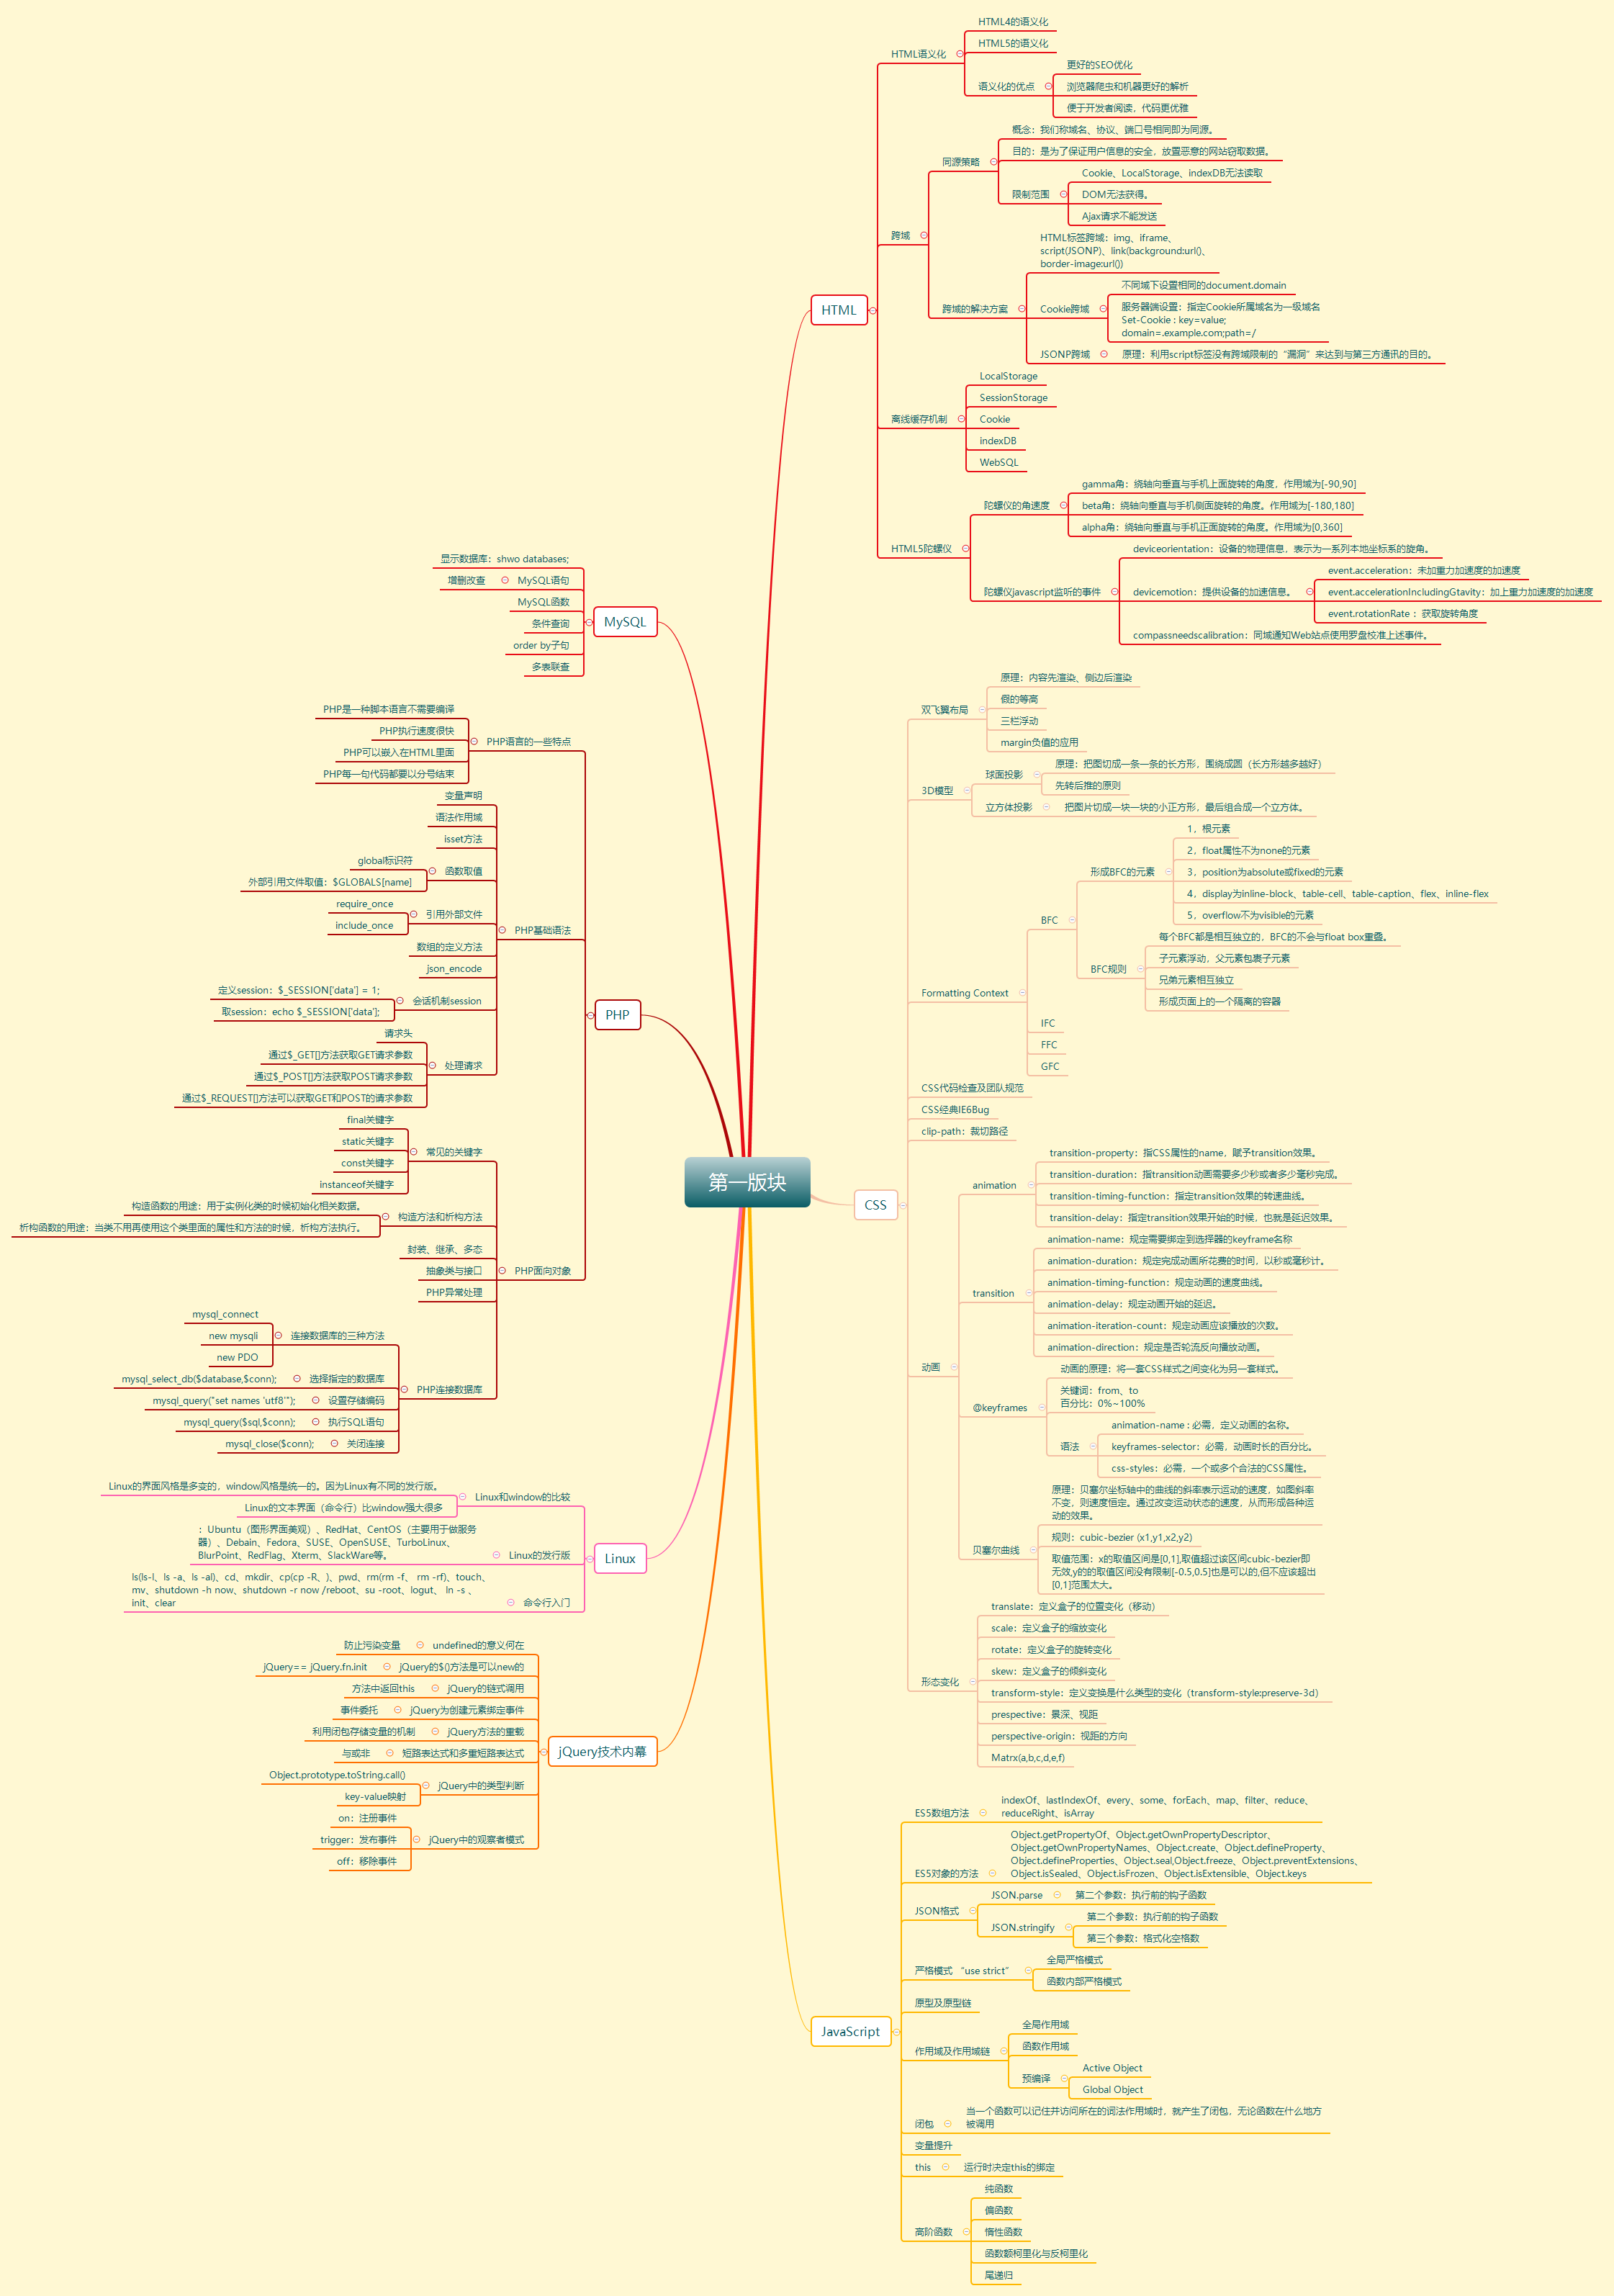 第一版块
HTML
HTML语义化
HTML4的语义化
HTML5的语义化
语义化的优点
更好的SEO优化
浏览器爬虫和机器更好的解析
便于开发者阅读，代码更优雅
跨域
同源策略
概念：我们称域名、协议、端口号相同即为同源。
目的：是为了保证用户信息的安全，放置恶意的网站窃取数据。
限制范围
Cookie、LocalStorage、indexDB无法读取
DOM无法获得。
Ajax请求不能发送
跨域的解决方案
HTML标签跨域：img、iframe、
script(JSONP)、link(background:url()、
border-image:url())
Cookie跨域
不同域下设置相同的document.domain
服务器端设置：指定Cookie所属域名为一级域名
Set-Cookie : key=value;
domain=.example.com;path=/
JSONP跨域
原理：利用script标签没有跨域限制的“漏洞”来达到与第三方通讯的目的。
离线缓存机制
LocalStorage
SessionStorage
Cookie
indexDB
WebSQL
HTML5陀螺仪
陀螺仪的角速度
gamma角：绕轴向垂直与手机上面旋转的角度，作用域为[-90,90]
beta角：绕轴向垂直与手机侧面旋转的角度。作用域为[-180,180]
alpha角：绕轴向垂直与手机正面旋转的角度。作用域为[0,360]
陀螺仪javascript监听的事件
deviceorientation：设备的物理信息，表示为一系列本地坐标系的旋角。
devicemotion：提供设备的加速信息。
event.acceleration：未加重力加速度的加速度
event.accelerationIncludingGtavity：加上重力加速度的加速度
event.rotationRate ：获取旋转角度
compassneedscalibration：同域通知Web站点使用罗盘校准上述事件。
CSS
双飞翼布局
原理：内容先渲染、侧边后渲染
假的等高
三栏浮动
margin负值的应用
3D模型
球面投影
原理：把图切成一条一条的长方形，围绕成圆（长方形越多越好）
先转后推的原则
立方体投影
把图片切成一块一块的小正方形，最后组合成一个立方体。
Formatting Context
BFC
形成BFC的元素
1，根元素
2，float属性不为none的元素
3，position为absolute或fixed的元素
4，display为inline-block、table-cell、table-caption、flex、inline-flex
5，overflow不为visible的元素
BFC规则
每个BFC都是相互独立的，BFC的不会与float box重叠。
子元素浮动，父元素包裹子元素
兄弟元素相互独立
形成页面上的一个隔离的容器
IFC
FFC
GFC
CSS代码检查及团队规范
CSS经典IE6Bug
clip-path：裁切路径
动画
animation
transition-property：指CSS属性的name，赋予transition效果。
transition-duration：指transition动画需要多少秒或者多少毫秒完成。
transition-timing-function：指定transition效果的转速曲线。
transition-delay：指定transition效果开始的时候，也就是延迟效果。
transition
animation-name：规定需要绑定到选择器的keyframe名称
animation-duration：规定完成动画所花费的时间，以秒或毫秒计。
animation-timing-function：规定动画的速度曲线。
animation-delay：规定动画开始的延迟。
animation-iteration-count：规定动画应该播放的次数。
animation-direction：规定是否轮流反向播放动画。
@keyframes
动画的原理：将一套CSS样式之间变化为另一套样式。
关键词：from、to
百分比：0%~100%
语法
animation-name : 必需，定义动画的名称。
keyframes-selector：必需，动画时长的百分比。
css-styles：必需，一个或多个合法的CSS属性。
贝塞尔曲线
原理：贝塞尔坐标轴中的曲线的斜率表示运动的速度，如图斜率
不变，则速度恒定。通过改变运动状态的速度，从而形成各种运
动的效果。
规则：cubic-bezier (x1,y1,x2,y2)
取值范围：x的取值区间是[0,1],取值超过该区间cubic-bezier即
无效,y的的取值区间没有限制[-0.5,0.5]也是可以的,但不应该超出
[0,1]范围太大。
形态变化
translate：定义盒子的位置变化（移动）
scale：定义盒子的缩放变化
rotate：定义盒子的旋转变化
skew：定义盒子的倾斜变化
transform-style：定义变换是什么类型的变化（transform-style:preserve-3d）
prespective：景深、视距
perspective-origin：视距的方向
Matrx(a,b,c,d,e,f)
JavaScript
ES5数组方法
indexOf、lastIndexOf、every、some、forEach、map、filter、reduce、
reduceRight、isArray
ES5对象的方法
Object.getPropertyOf、Object.getOwnPropertyDescriptor、
Object.getOwnPropertyNames、Object.create、Object.defineProperty、
Object.defineProperties、Object.seal,Object.freeze、Object.preventExtensions、
Object.isSealed、Object.isFrozen、Object.isExtensible、Object.keys
JSON格式
JSON.parse
第二个参数：执行前的钩子函数
JSON.stringify
第二个参数：执行前的钩子函数
第三个参数：格式化空格数
严格模式 “use strict”
全局严格模式
函数内部严格模式
原型及原型链
作用域及作用域链
全局作用域
函数作用域
预编译
Active Object
Global Object
闭包
当一个函数可以记住并访问所在的词法作用域时，就产生了闭包，无论函数在什么地方
被调用
变量提升
this
运行时决定this的绑定
高阶函数
纯函数
偏函数
惰性函数
函数额柯里化与反柯里化
尾递归
MySQL
显示数据库：shwo databases;
MySQL语句
增删改查
MySQL函数
条件查询
order by子句
多表联查
PHP
PHP语言的一些特点
PHP是一种脚本语言不需要编译
PHP执行速度很快
PHP可以嵌入在HTML里面
PHP每一句代码都要以分号结束
PHP基础语法
变量声明
语法作用域
isset方法
函数取值
global标识符
外部引用文件取值：$GLOBALS[name]
引用外部文件
require_once
include_once
数组的定义方法
json_encode
会话机制session
定义session：$_SESSION['data'] = 1;
取session：echo $_SESSION['data'];
处理请求
请求头
通过$_GET[]方法获取GET请求参数
通过$_POST[]方法获取POST请求参数
通过$_REQUEST[]方法可以获取GET和POST的请求参数
PHP面向对象
常见的关键字
final关键字
static关键字
const关键字
instanceof关键字
构造方法和析构方法
构造函数的用途：用于实例化类的时候初始化相关数据。
析构函数的用途：当类不用再使用这个类里面的属性和方法的时候，析构方法执行。
封装、继承、多态
抽象类与接口
PHP异常处理
PHP连接数据库
连接数据库的三种方法
mysql_connect
new mysqli
new PDO
选择指定的数据库
mysql_select_db($database,$conn);
设置存储编码
mysql_query("set names 'utf8'");
执行SQL语句
mysql_query($sql,$conn);
关闭连接
mysql_close($conn);
Linux
Linux和window的比较
Linux的界面风格是多变的，window风格是统一的。因为Linux有不同的发行版。
Linux的文本界面（命令行）比window强大很多
Linux的发行版
：Ubuntu（图形界面美观）、RedHat、CentOS（主要用于做服务
器）、Debain、Fedora、SUSE、OpenSUSE、TurboLinux、
BlurPoint、RedFlag、Xterm、SlackWare等。
命令行入门
ls(ls-l、ls -a、ls -al)、cd、mkdir、cp(cp -R、)、pwd、rm(rm -f、 rm -rf)、touch、
mv、shutdown -h now、shutdown -r now /reboot、su -root、logut、 ln -s 、
init、clear
jQuery技术内幕
undefined的意义何在
防止污染变量
jQuery的$()方法是可以new的
jQuery== jQuery.fn.init
jQuery的链式调用
方法中返回this
jQuery为创建元素绑定事件
事件委托
jQuery方法的重载
利用闭包存储变量的机制
短路表达式和多重短路表达式
与或非
jQuery中的类型判断
Object.prototype.toString.call()
key-value映射
jQuery中的观察者模式
on：注册事件
trigger：发布事件
off：移除事件